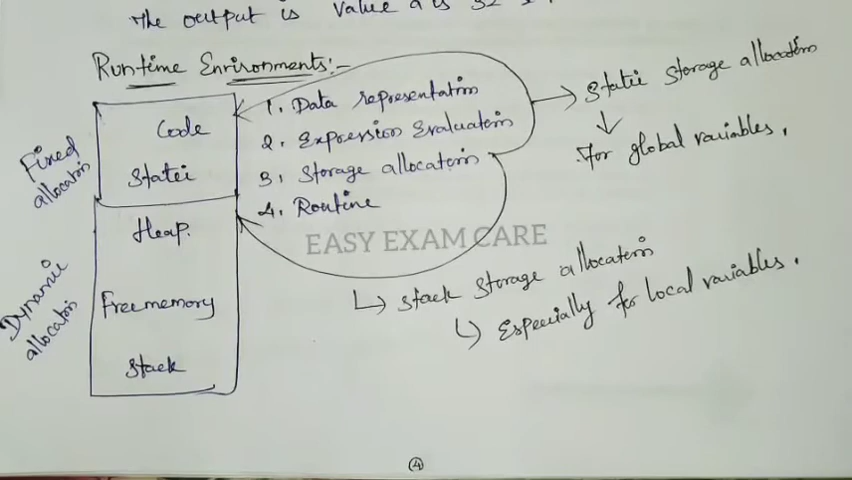 The output is value a is 32
Runtime Environments:-
Code
Static
Heap.
Freememory
Stack
Fixed allocation
Dynamic allocation
1. Data representation
2. Expression Evaluation
3. Storage allocation
4. Routine
Static storage allocation
For global variables.
EASY EXAM CARE
Stack storage allocation
Especially for local variables.
4